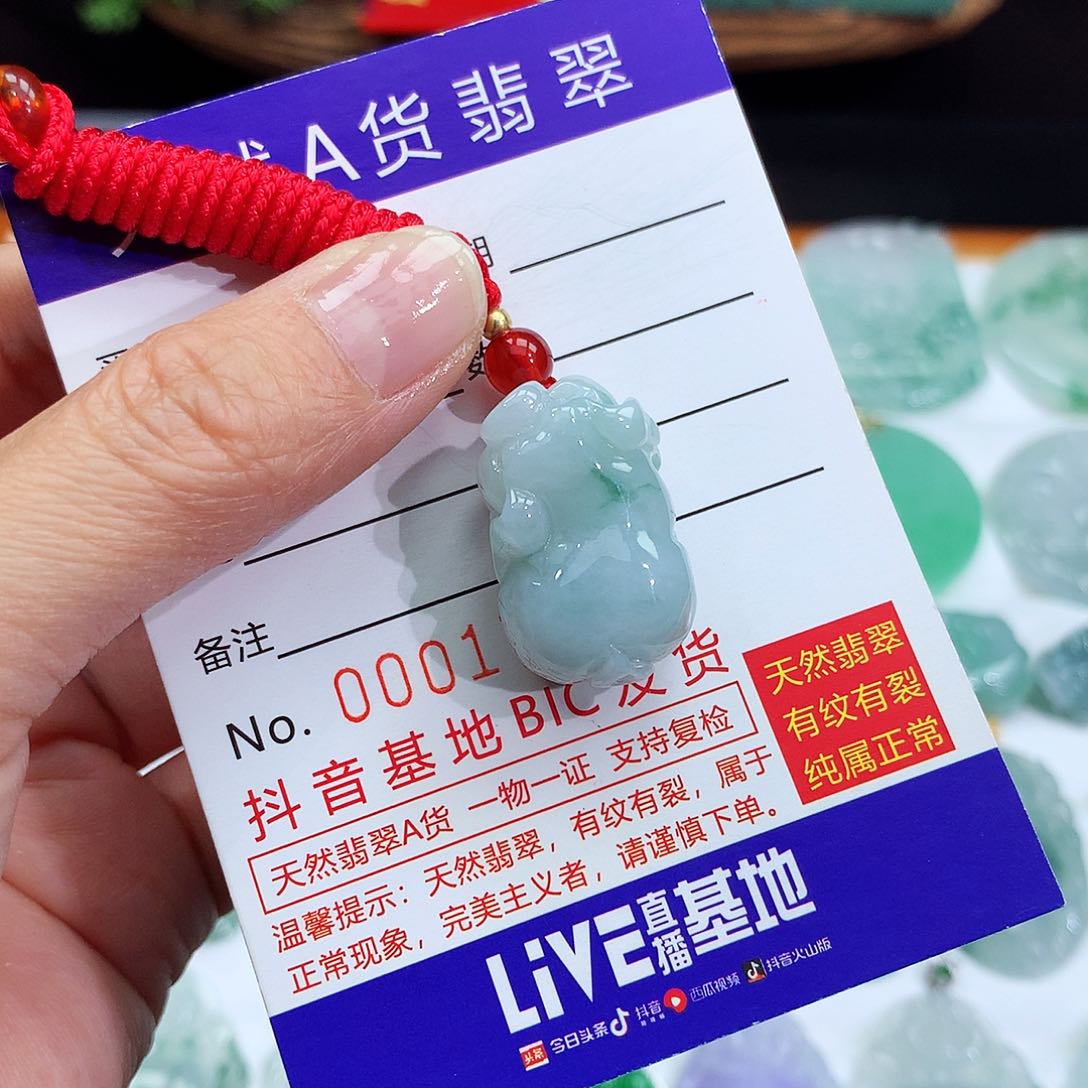 A货翡翠
备注
No. 0001
抖音基地BIC发货
天然翡翠A货 一物一证 支持复检
温馨提示：天然翡翠，有纹有裂，属于
正常现象，完美主义者，请谨慎下单。
天然翡翠
有纹有裂
纯属正常
LiVE直播基地
头条 今日头条 抖音 西瓜视频 抖音火山版